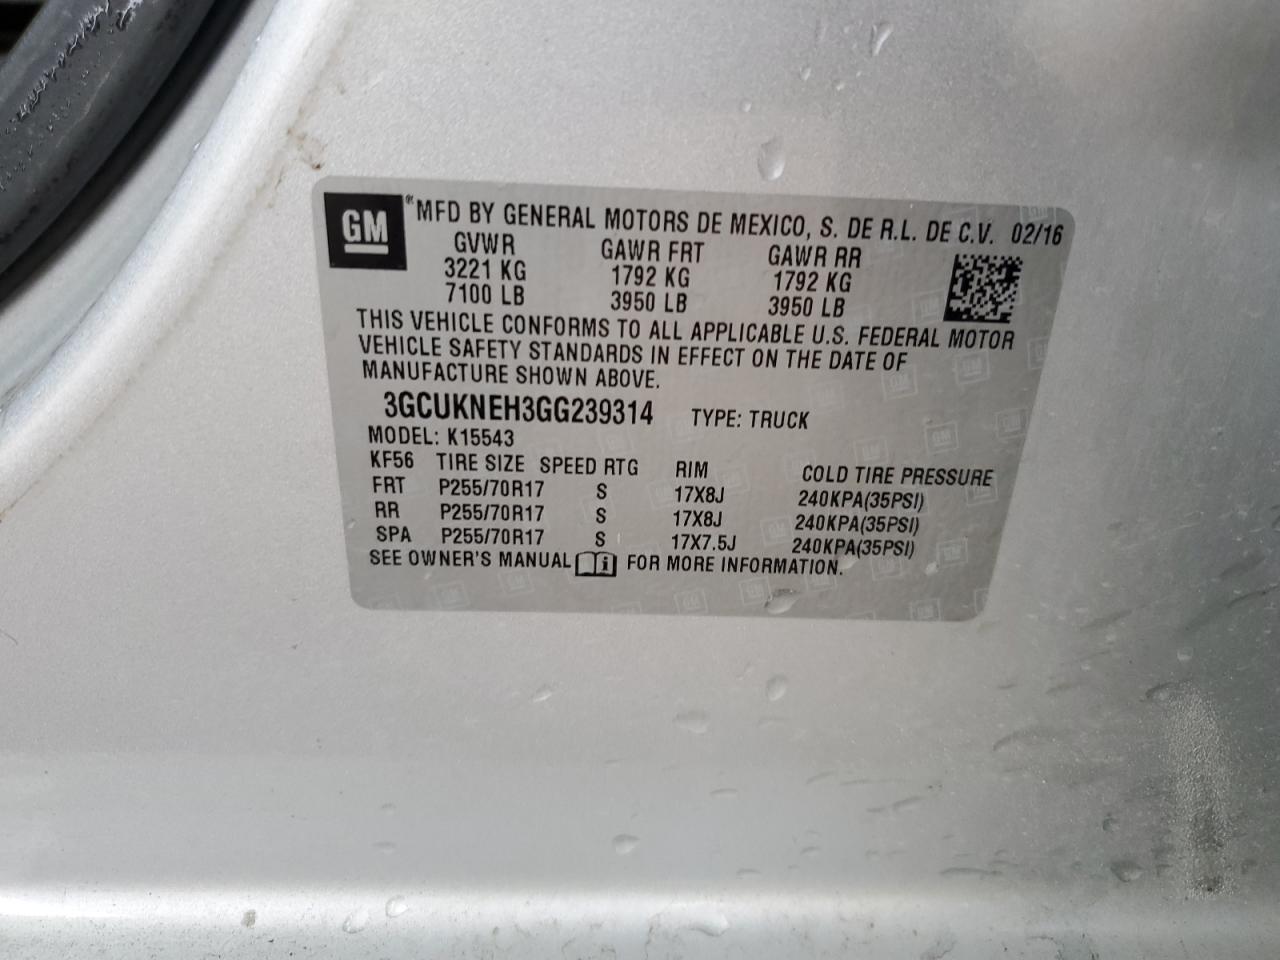 GM ® MFD BY GENERAL MOTORS DE MEXICO, S. DE R.L. DE C.V. 02/16
GVWR GAWR FRT GAWR RR
3221 KG 1792 KG 1792 KG
7100 LB 3950 LB 3950 LB
THIS VEHICLE CONFORMS TO ALL APPLICABLE U.S. FEDERAL MOTOR
VEHICLE SAFETY STANDARDS IN EFFECT ON THE DATE OF
MANUFACTURE SHOWN ABOVE.
3GCUKNEH3GG239314 TYPE: TRUCK
MODEL: K15543
KF56 TIRE SIZE SPEED RTG RIM COLD TIRE PRESSURE
FRT P255/70R17 S 17X8J 240KPA(35PSI)
RR P255/70R17 S 17X8J 240KPA(35PSI)
SPA P255/70R17 S 17X7.5J 240KPA(35PSI)
SEE OWNER'S MANUAL i FOR MORE INFORMATION.